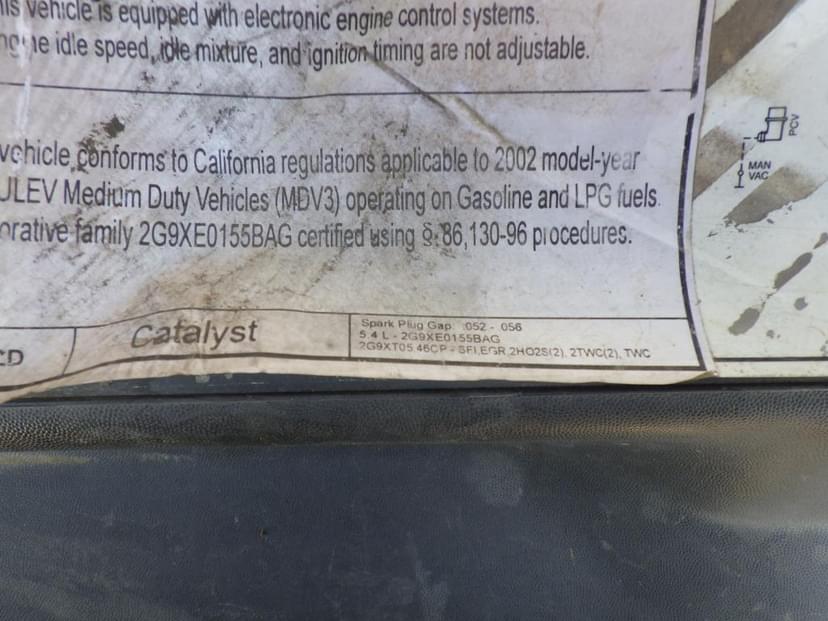 his vehicle is equipped with electronic engine control systems.
ngine idle speed, idle mixture, and ignition timing are not adjustable.
vehicle conforms to California regulations applicable to 2002 model-year
ULEV Medium Duty Vehicles (MDV3) operating on Gasoline and LPG fuels.
orative family 2G9XE0155BAG certified using § 86,130-96 procedures.
CD
Catalyst
Spark Plug Gap: .052 - .056
5.4 L - 2G9XE0155BAG
2G9XT05.46CP - SFI,EGR,2HO2S(2), 2TWC(2), TWC
PCV
MAN
VAC